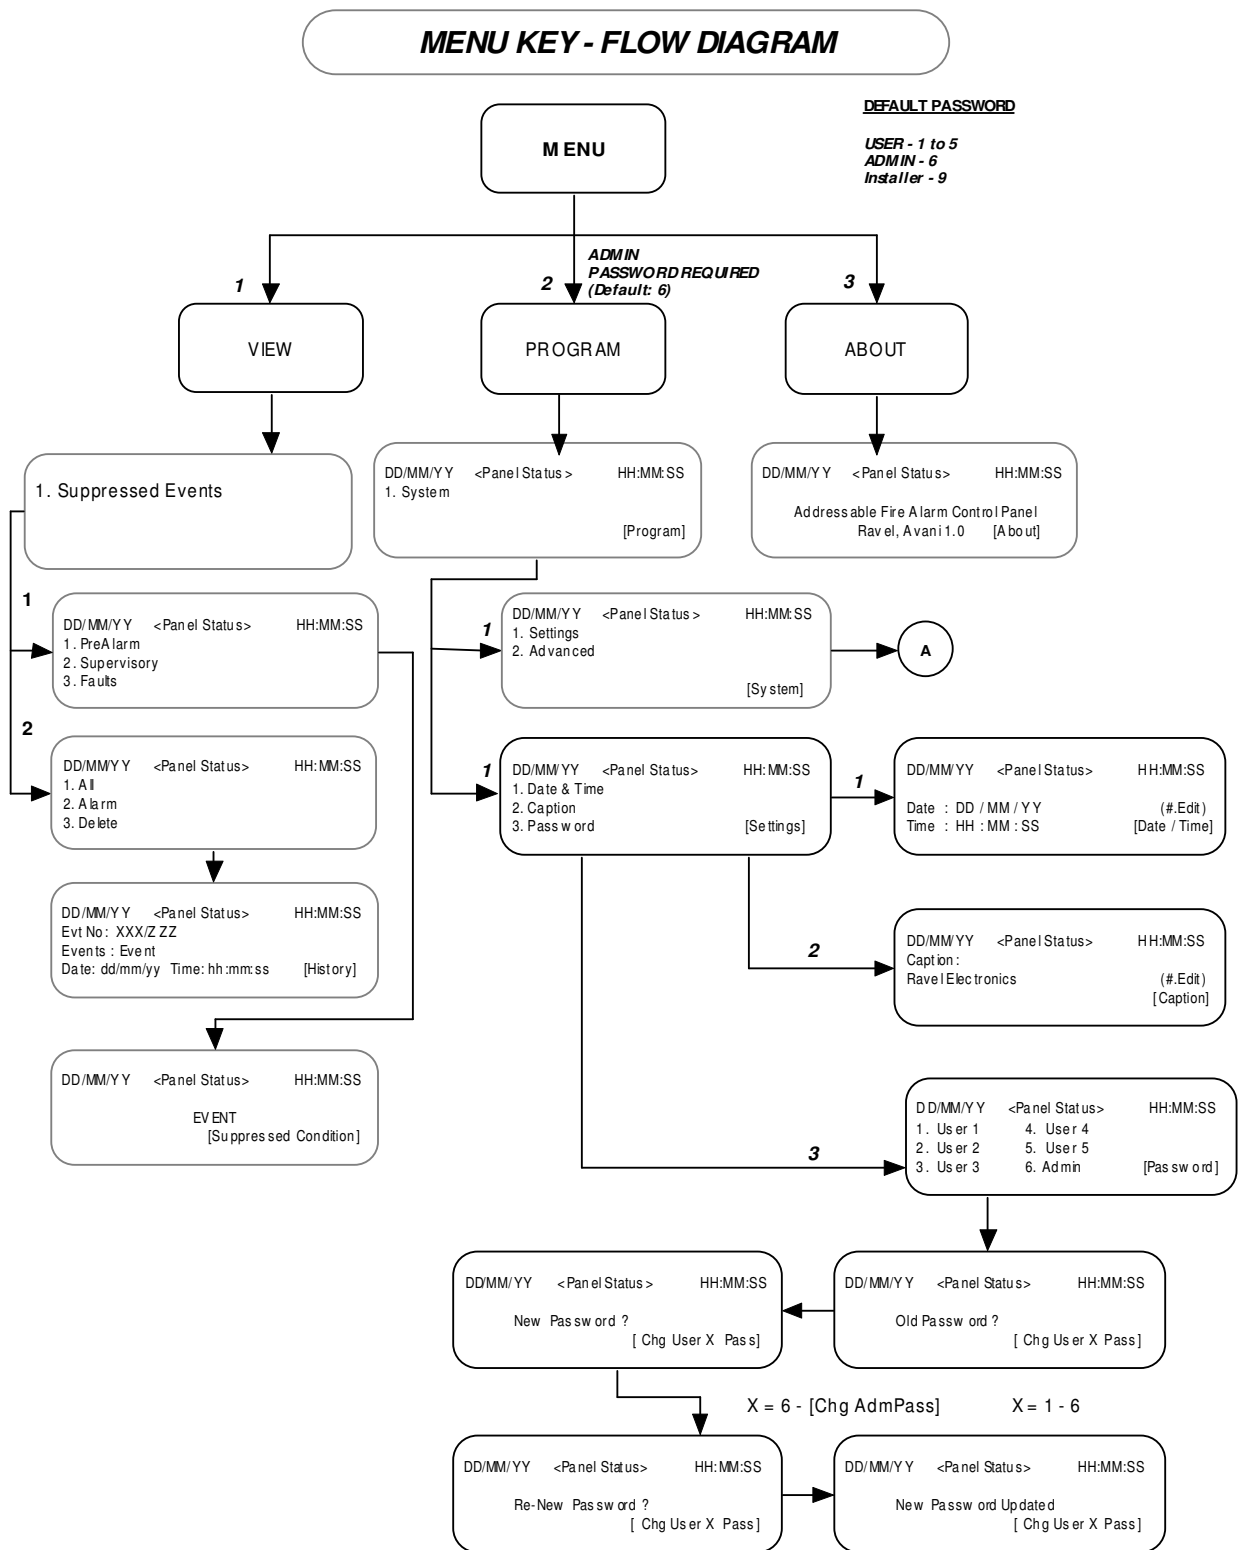 MENU KEY - FLOW DIAGRAM
DEFAULT PASSWORD
USER - 1 to 5
ADMIN - 6
Installer - 9
MENU
ADMIN
PASSWORD REQUIRED
(Default: 6)
1
2
3
VIEW
PROGRAM
ABOUT
1. Suppressed Events
DD/MM/YY <Panel Status> HH:MM:SS
1. System
[Program]
DD/MM/YY <Panel Status> HH:MM:SS
Addressable Fire Alarm Control Panel
Ravel, Avani 1.0 [About]
1
DD/MM/YY <Panel Status> HH:MM:SS
1. PreAlarm
2. Supervisory
3. Faults
1
DD/MM/YY <Panel Status> HH:MM:SS
1. Settings
2. Advanced
[System]
A
2
DD/MM/YY <Panel Status> HH:MM:SS
1. All
2. Alarm
3. Delete
1
DD/MM/YY <Panel Status> HH:MM:SS
1. Date & Time
2. Caption
3. Password [Settings]
1
DD/MM/YY <Panel Status> HH:MM:SS
Date : DD / MM / YY (#.Edit)
Time : HH : MM : SS [Date / Time]
DD/MM/YY <Panel Status> HH:MM:SS
Evt No: XXX/ZZZ
Events : Event
Date: dd/mm/yy Time: hh:mm:ss [History]
2
DD/MM/YY <Panel Status> HH:MM:SS
Caption:
Ravel Electronics (#.Edit)
[Caption]
DD/MM/YY <Panel Status> HH:MM:SS
EVENT
[Suppressed Condition]
3
DD/MM/YY <Panel Status> HH:MM:SS
1. User 1 4. User 4
2. User 2 5. User 5
3. User 3 6. Admin [Password]
DD/MM/YY <Panel Status> HH:MM:SS
New Password ?
[ Chg User X Pass]
DD/MM/YY <Panel Status> HH:MM:SS
Old Password ?
[ Chg User X Pass]
X = 6 - [Chg AdmPass] X = 1 - 6
DD/MM/YY <Panel Status> HH:MM:SS
Re-New Password ?
[ Chg User X Pass]
DD/MM/YY <Panel Status> HH:MM:SS
New Password Updated
[ Chg User X Pass]